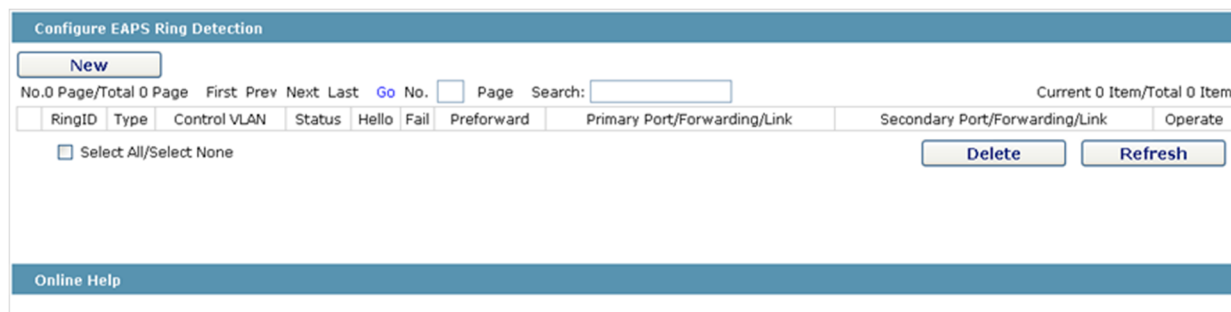 Configure EAPS Ring Detection
New
No.0 Page/Total 0 Page First Prev Next Last Go No. Page Search: Current 0 Item/Total 0 Item
RingID Type Control VLAN Status Hello Fail Preforward Primary Port/Forwarding/Link Secondary Port/Forwarding/Link Operate
Select All/Select None Delete Refresh
Online Help